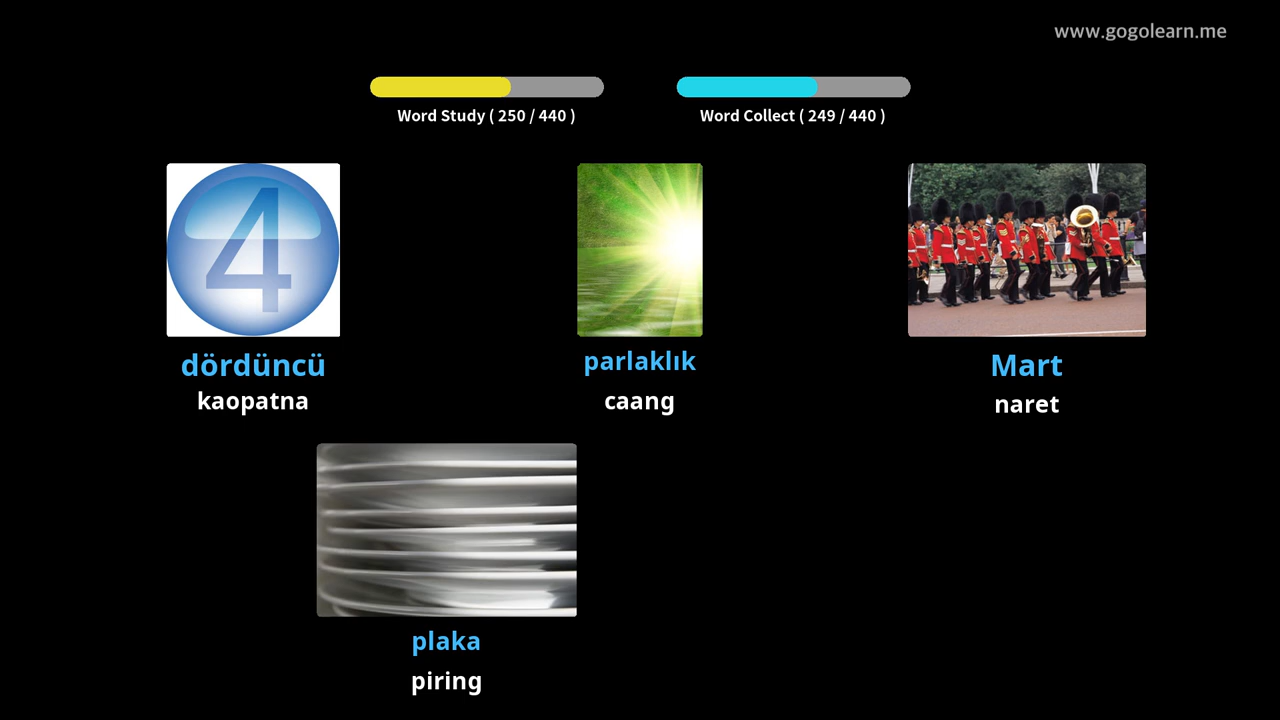 www.gogolearn.me
Word Study ( 250 / 440 )
Word Collect ( 249 / 440 )
4
dördüncü
kaopatna
parlaklık
caang
Mart
naret
plaka
piring